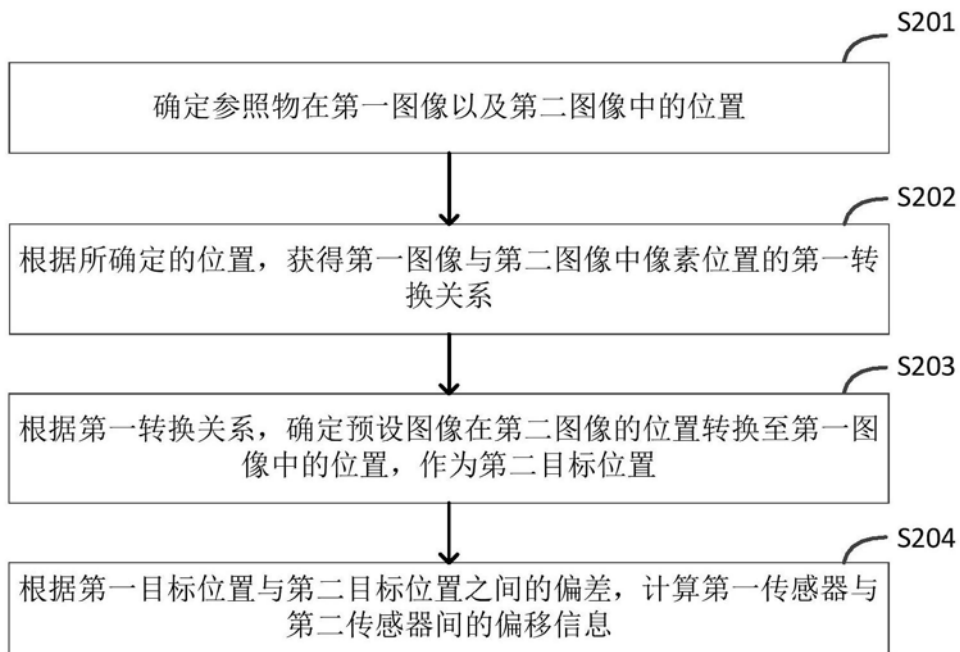 S201
确定参照物在第一图像以及第二图像中的位置
S202
根据所确定的位置，获得第一图像与第二图像中像素位置的第一转
换关系
S203
根据第一转换关系，确定预设图像在第二图像的位置转换至第一图
像中的位置，作为第二目标位置
S204
根据第一目标位置与第二目标位置之间的偏差，计算第一传感器与
第二传感器间的偏移信息